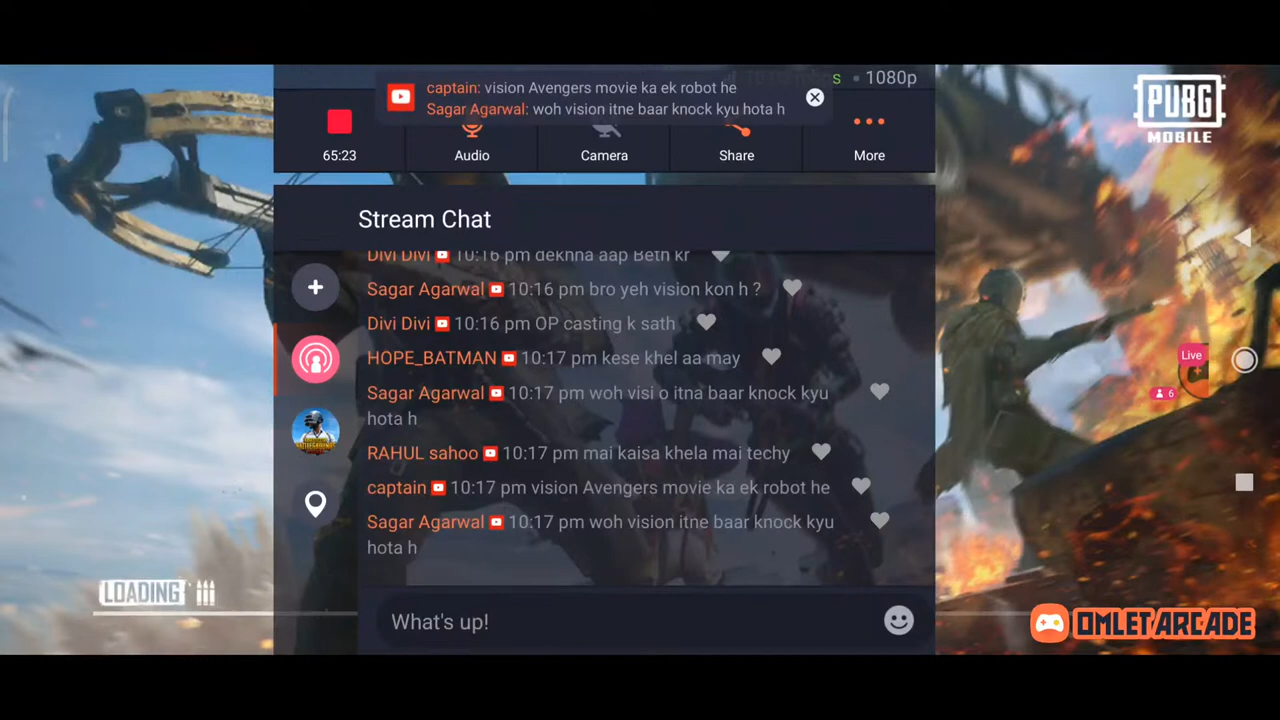 captain: vision Avengers movie ka ek robot he
Sagar Agarwal: woh vision itne baar knock kyu hota h
s • 1080p
65:23
Audio
Camera
Share
More
PUBG
MOBILE
Stream Chat
Divi Divi 10:16 pm dekhna aap Beth kr
Sagar Agarwal 10:16 pm bro yeh vision kon h ?
Divi Divi 10:16 pm OP casting k sath
HOPE_BATMAN 10:17 pm kese khel aa may
Sagar Agarwal 10:17 pm woh visi o itna baar knock kyu
hota h
RAHUL sahoo 10:17 pm mai kaisa khela mai techy
captain 10:17 pm vision Avengers movie ka ek robot he
Sagar Agarwal 10:17 pm woh vision itne baar knock kyu
hota h
Live
6
LOADING
What's up!
OMLET ARCADE